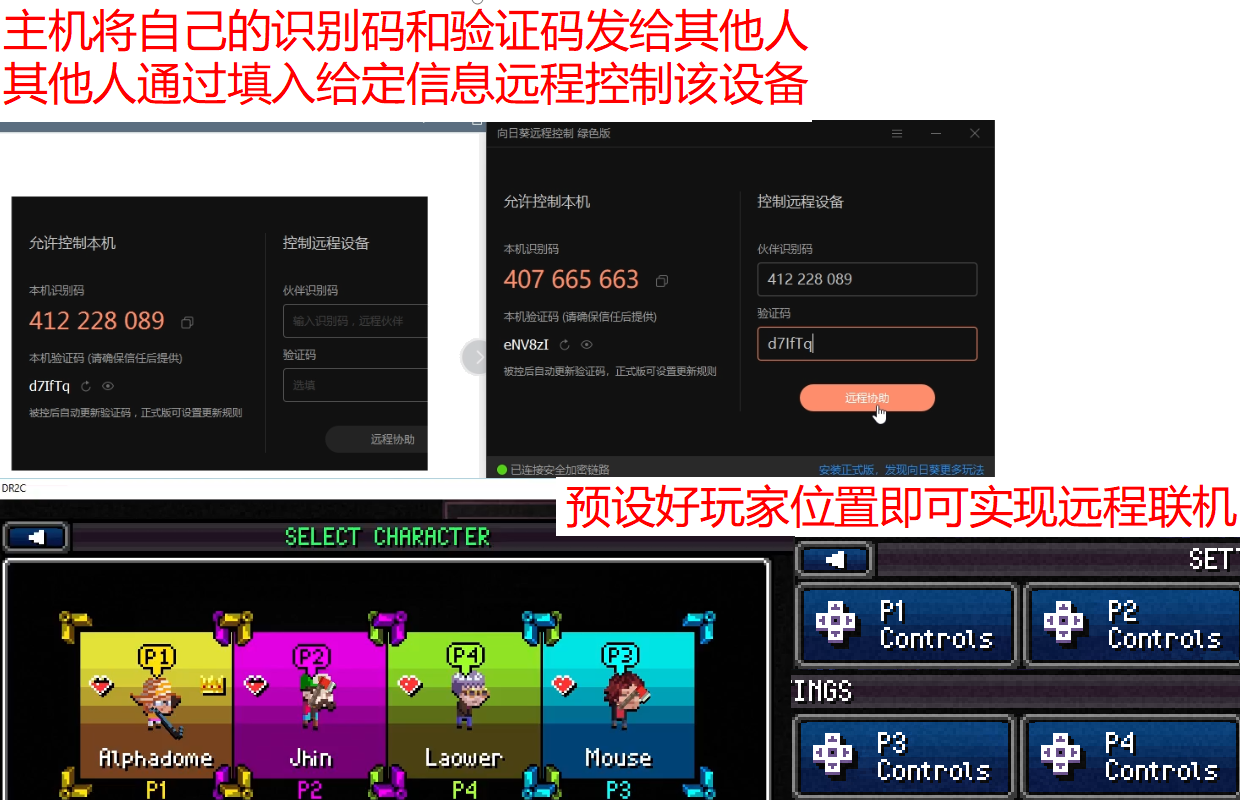 主机将自己的识别码和验证码发给其他人
其他人通过填入给定信息远程控制该设备
允许控制本机
控制远程设备
本机识别码
伙伴识别码
412 228 089
输入识别码，远程伙伴
本机验证码 (请确保信任后提供)
验证码
d7IfTq
选填
被控后自动更新验证码，正式版可设置更新规则
远程协助
向日葵远程控制 绿色版
允许控制本机
控制远程设备
本机识别码
伙伴识别码
407 665 663
412 228 089
本机验证码 (请确保信任后提供)
验证码
eNV8zI
d7IfTq
被控后自动更新验证码，正式版可设置更新规则
远程协助
已连接安全加密链路
安装正式版，发现向日葵更多玩法
DR2C
预设好玩家位置即可实现远程联机
SELECT CHARACTER
P1
P2
P4
P3
Alphadome
Jhin
Laower
Mouse
P1
P2
P4
P3
SETT
P1
Controls
P2
Controls
INGS
P3
Controls
P4
Controls